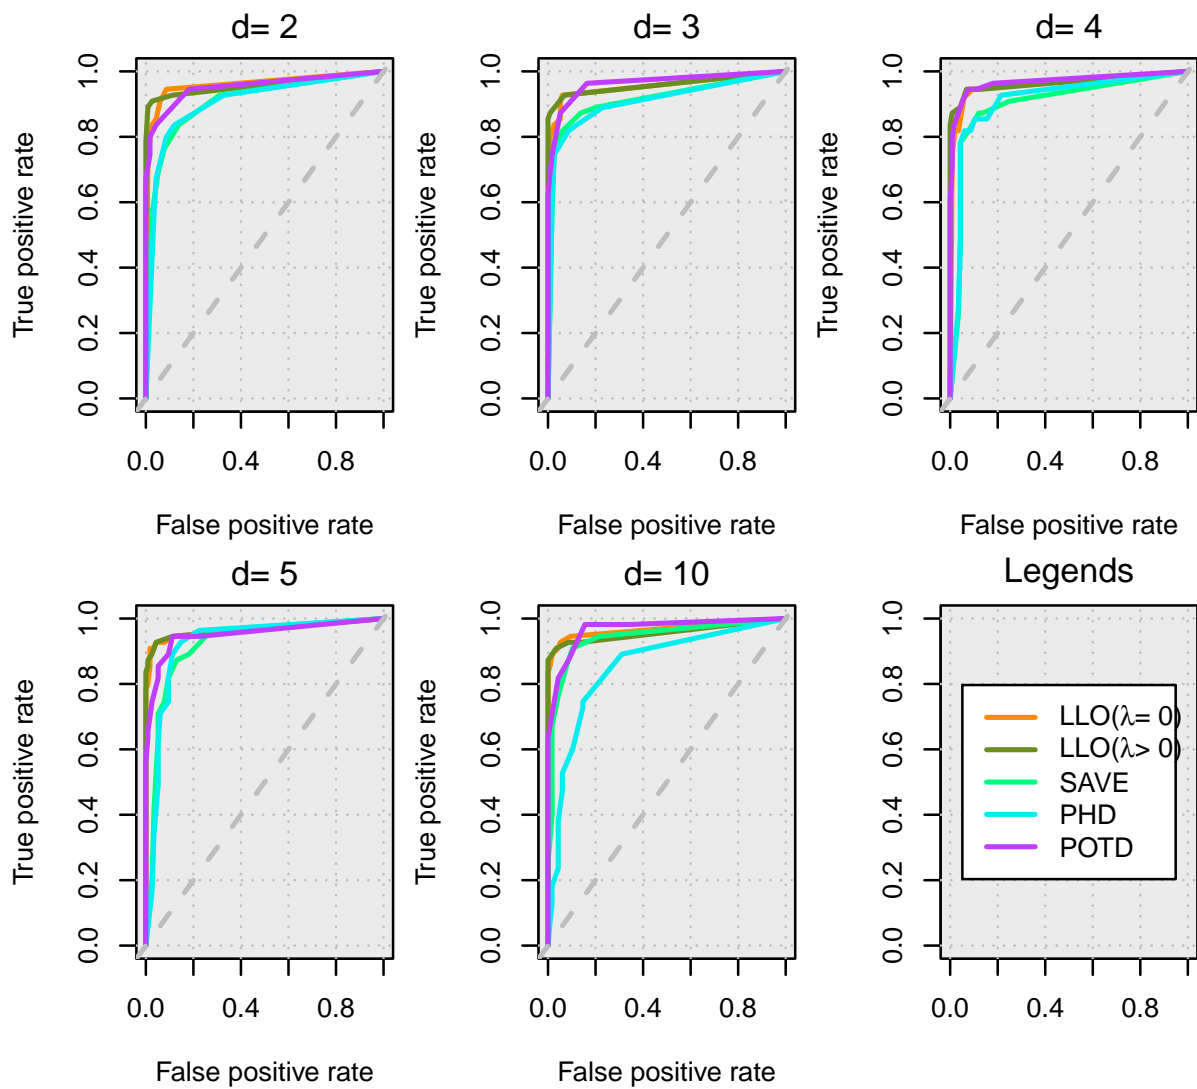 d= 2
True positive rate
0.0 0.2 0.4 0.6 0.8 1.0
0.0 0.4 0.8
False positive rate
d= 3
True positive rate
0.0 0.2 0.4 0.6 0.8 1.0
0.0 0.4 0.8
False positive rate
d= 4
True positive rate
0.0 0.2 0.4 0.6 0.8 1.0
0.0 0.4 0.8
False positive rate
d= 5
True positive rate
0.0 0.2 0.4 0.6 0.8 1.0
0.0 0.4 0.8
False positive rate
d= 10
True positive rate
0.0 0.2 0.4 0.6 0.8 1.0
0.0 0.4 0.8
False positive rate
Legends
0.0 0.2 0.4 0.6 0.8 1.0
LLO(λ= 0)
LLO(λ> 0)
SAVE
PHD
POTD
0.0 0.4 0.8